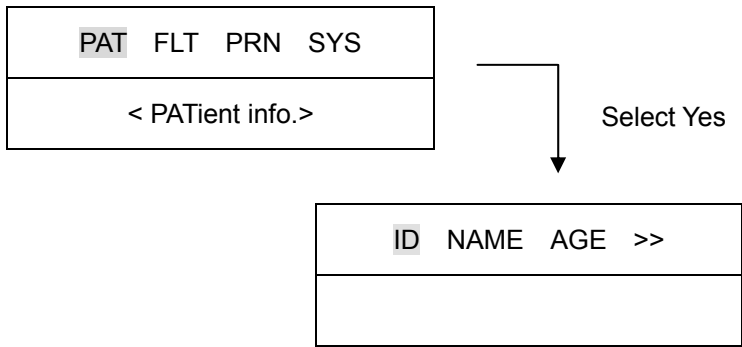 PAT FLT PRN SYS
< PATient info.>
Select Yes
ID NAME AGE >>